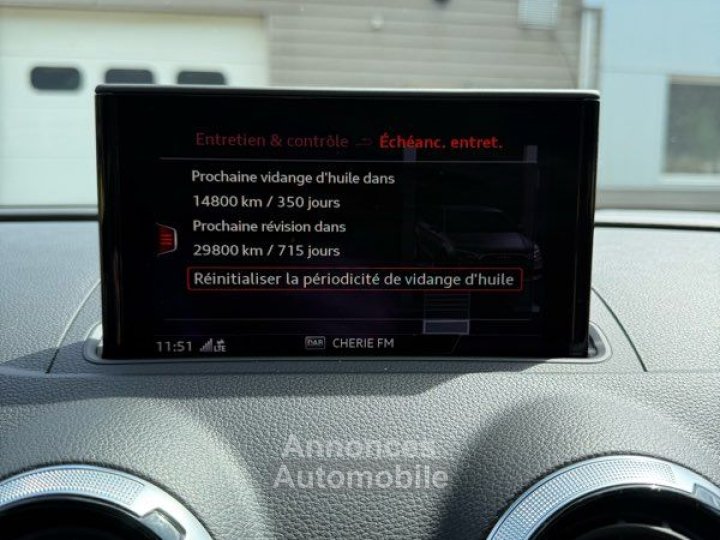 Entretien & contrôle Échéanc. entret.
Prochaine vidange d'huile dans
14800 km / 350 jours
Prochaine révision dans
29800 km / 715 jours
Réinitialiser la périodicité de vidange d'huile
11:51 LTE DAB CHERIE FM
Annonces
Automobile